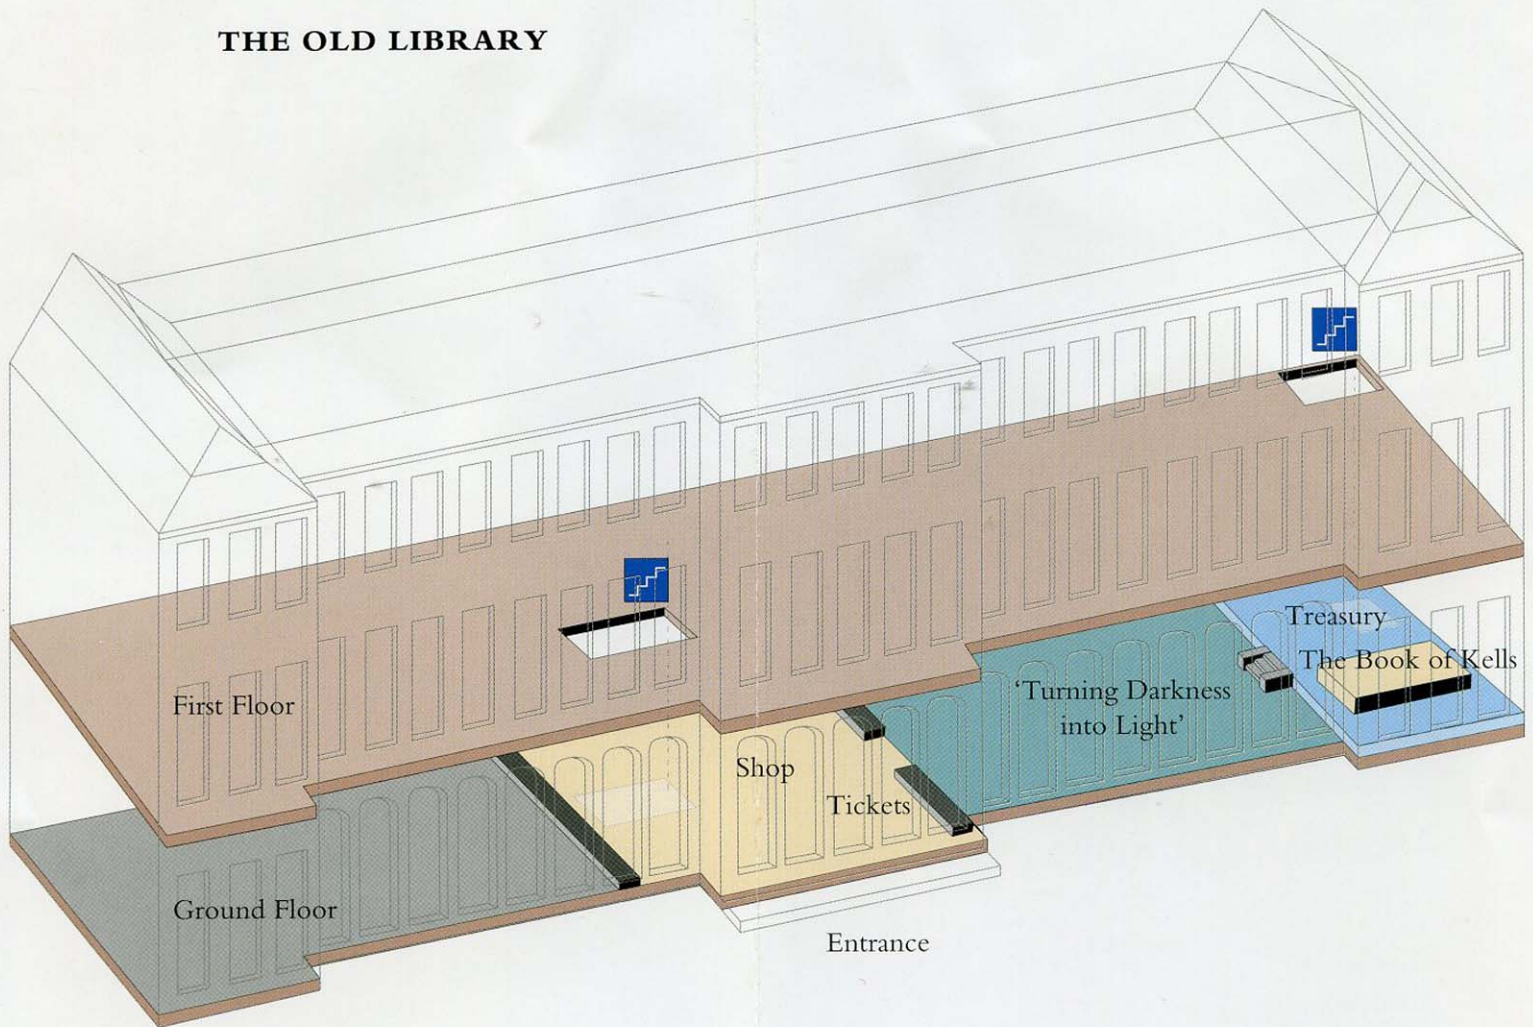 THE OLD LIBRARY
Treasury
The Book of Kells
'Turning Darkness
into Light'
First Floor
Shop
Tickets
Ground Floor
Entrance